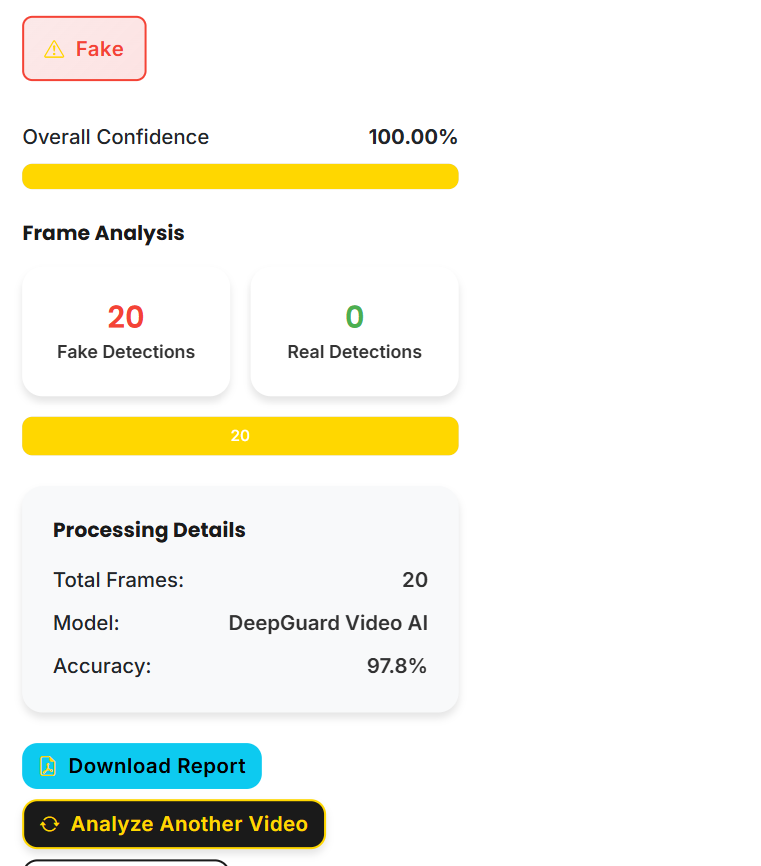 Fake
Overall Confidence 100.00%
Frame Analysis
20 0
Fake Detections Real Detections
20
Processing Details
Total Frames: 20
Model: DeepGuard Video AI
Accuracy: 97.8%
Download Report
Analyze Another Video